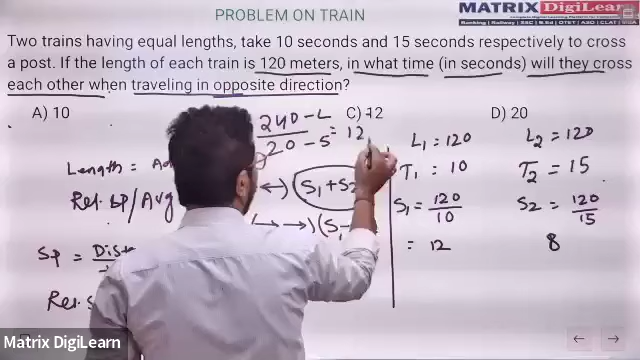 PROBLEM ON TRAIN
MATRIX DIGILEARN
Two trains having equal lengths, take 10 seconds and 15 seconds respectively to cross
a post. If the length of each train is 120 meters, in what time (in seconds) will they cross
each other when traveling in opposite direction?
A) 10
C) 12
D) 20
240 - L
20 - S
= 12
Length =
Rel. SP/Avg
S1 + S2
(S1
Sp = Dist
Rel. S
L1 = 120
T1 = 10
S1 = 120/10
= 12
L2 = 120
T2 = 15
S2 = 120/15
8
Matrix DigiLearn